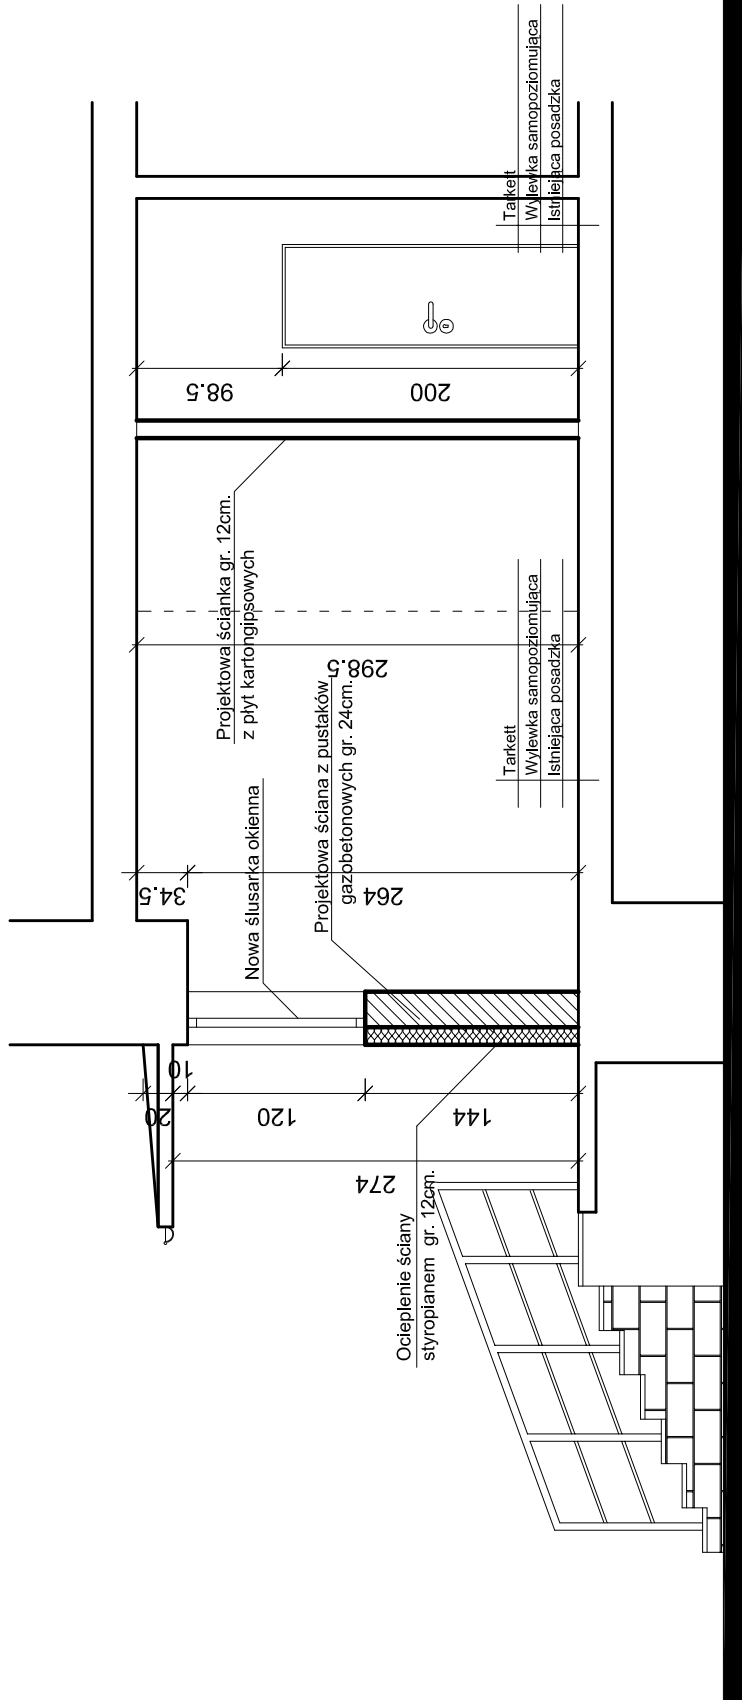 Tarkett
Wylewka samopoziomująca
Istniejąca posadzka
98.5
200
Projektowa ścianka gr. 12cm.
z płyt kartongipsowych
298.5
Tarkett
Wylewka samopoziomująca
Istniejąca posadzka
Projektowa ściana z pustaków
gazobetonowych gr. 24cm.
Nowa ślusarka okienna
34.5
264
10
20
120
144
274
Ocieplenie ściany
styropianem gr. 12cm.